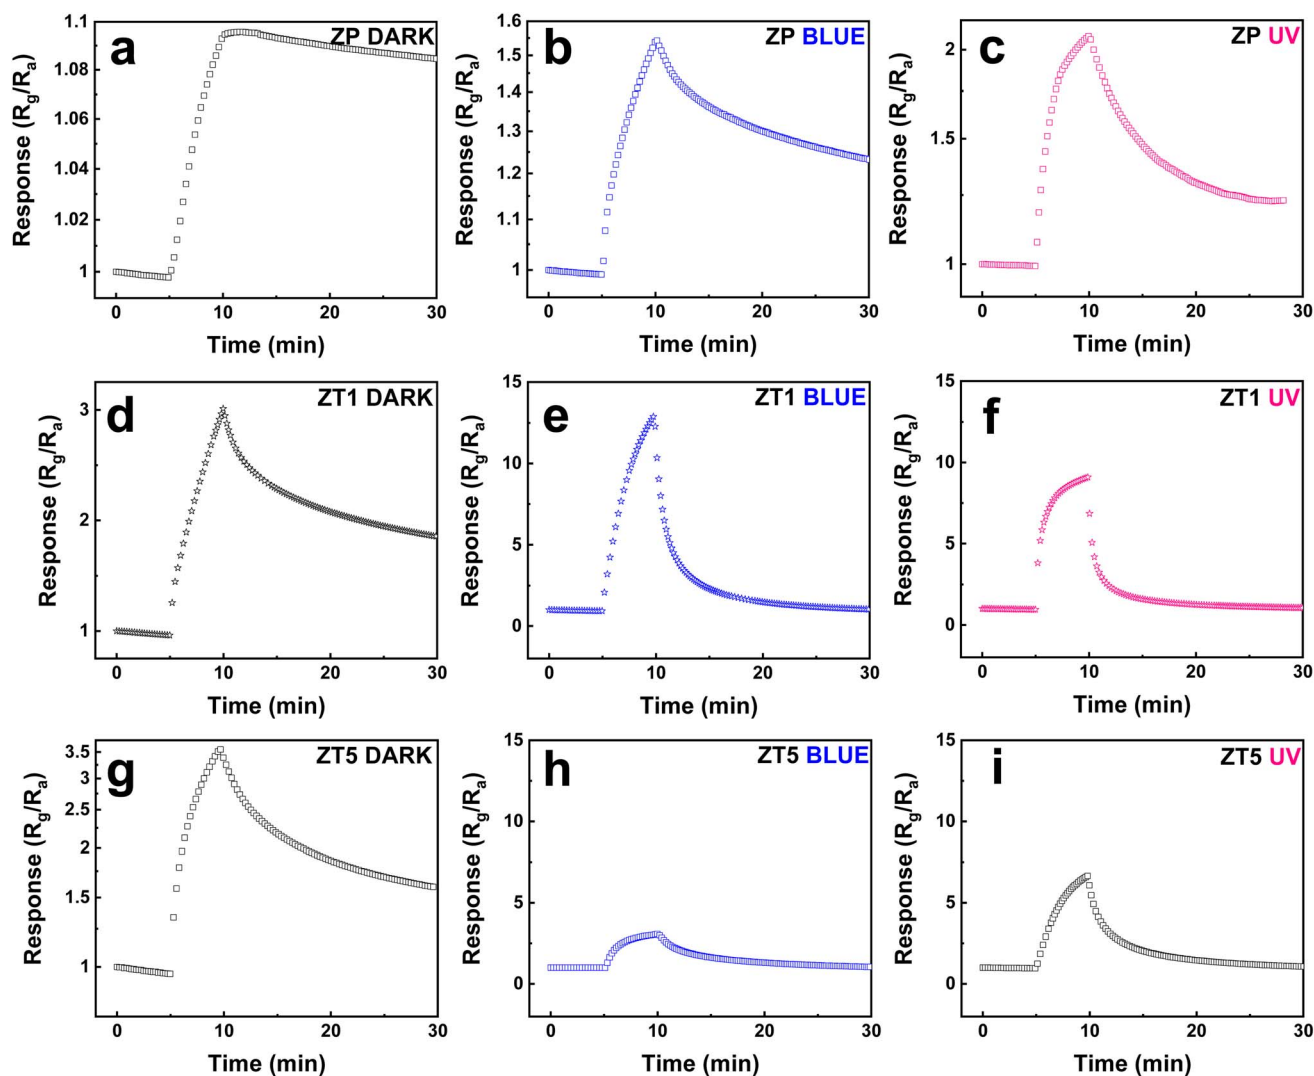 a
ZP DARK
Response (Rg/Ra)
1.1
1.08
1.06
1.04
1.02
1
0
10
20
30
Time (min)
b
ZP BLUE
Response (Rg/Ra)
1.6
1.5
1.4
1.3
1.2
1.1
1
0
10
20
30
Time (min)
c
ZP UV
Response (Rg/Ra)
2
1.5
1
0
10
20
30
Time (min)
d
ZT1 DARK
Response (Rg/Ra)
3
2
1
0
10
20
30
Time (min)
e
ZT1 BLUE
Response (Rg/Ra)
15
10
5
0
0
10
20
30
Time (min)
f
ZT1 UV
Response (Rg/Ra)
15
10
5
0
0
10
20
30
Time (min)
g
ZT5 DARK
Response (Rg/Ra)
3.5
3
2.5
2
1.5
1
0
10
20
30
Time (min)
h
ZT5 BLUE
Response (Rg/Ra)
15
10
5
0
0
10
20
30
Time (min)
i
ZT5 UV
Response (Rg/Ra)
15
10
5
0
0
10
20
30
Time (min)